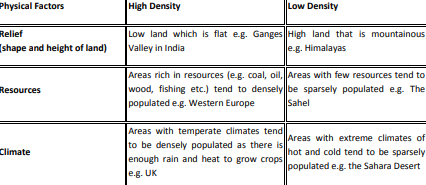 Physical Factors
High Density
Low Density
Relief
(shape and height of land)
Low land which is flat e.g. Ganges
Valley in India
High land that is mountainous
e.g. Himalayas
Resources
Areas rich in resources (e.g. coal, oil,
wood, fishing etc.) tend to densely
populated e.g. Western Europe
Areas with few resources tend to
be sparsely populated e.g. The
Sahel
Climate
Areas with temperate climates tend
to be densely populated as there is
enough rain and heat to grow crops
e.g. UK
Areas with extreme climates of
hot and cold tend to be sparsely
populated e.g. the Sahara Desert